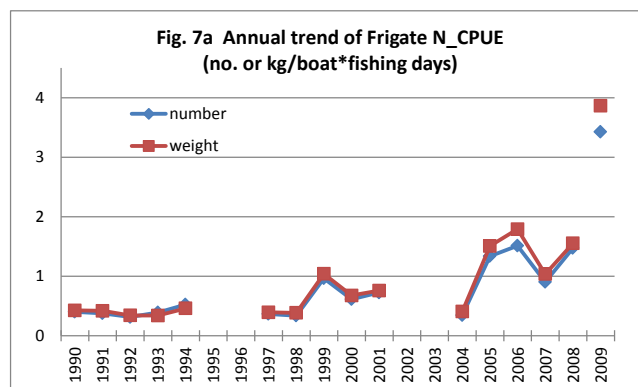 Fig. 7a  Annual trend of Frigate N_CPUE
(no. or kg/boat*fishing days)
4
number
weight
3
2
1
0
1990 1991 1992 1993 1994 1995 1996 1997 1998 1999 2000 2001 2002 2003 2004 2005 2006 2007 2008 2009